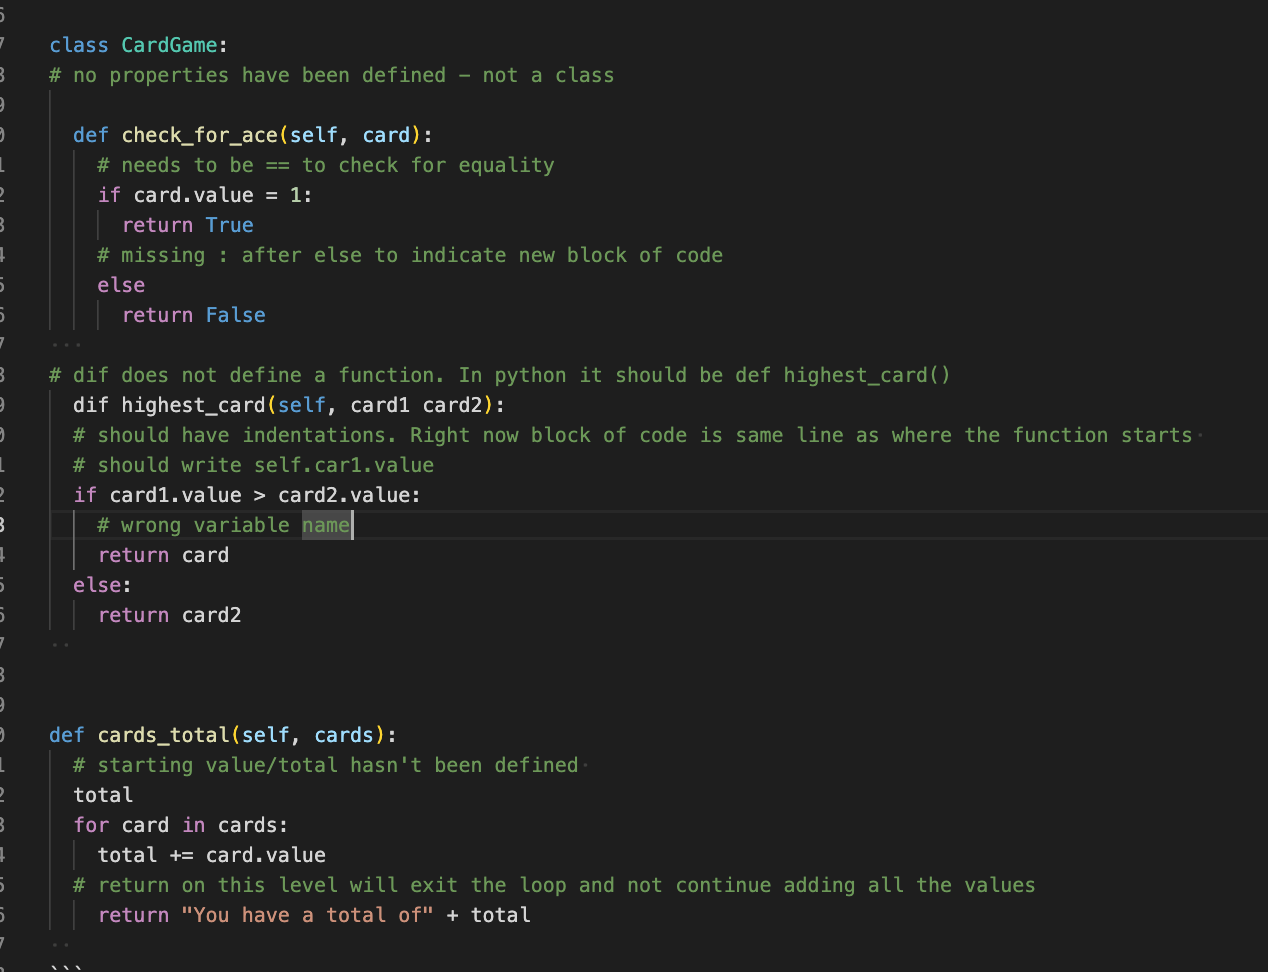 class CardGame:
# no properties have been defined - not a class
def check_for_ace(self, card):
# needs to be == to check for equality
if card.value = 1:
return True
# missing : after else to indicate new block of code
else
return False
# dif does not define a function. In python it should be def highest_card()
dif highest_card(self, card1 card2):
# should have indentations. Right now block of code is same line as where the function starts
# should write self.car1.value
if card1.value > card2.value:
# wrong variable name
return card
else:
return card2
def cards_total(self, cards):
# starting value/total hasn't been defined
total
for card in cards:
total += card.value
# return on this level will exit the loop and not continue adding all the values
return "You have a total of" + total
```